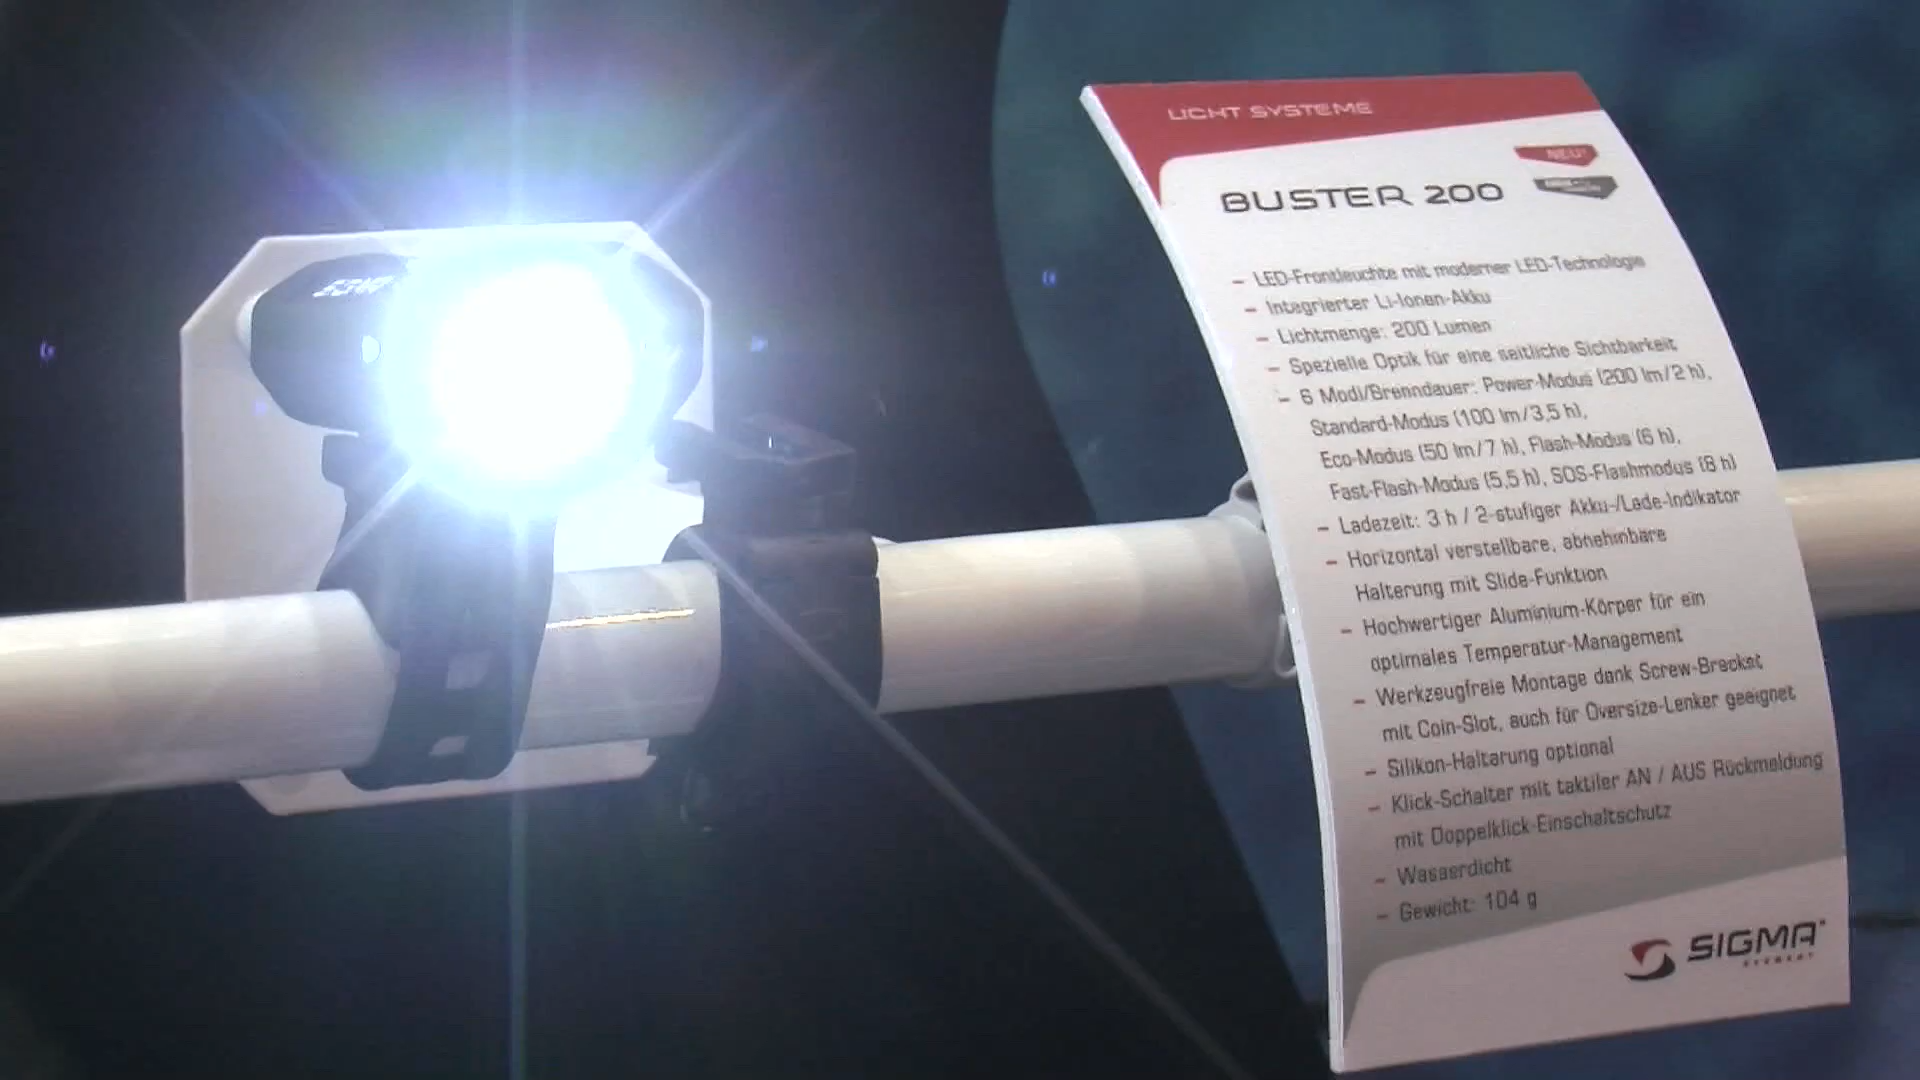 LICHT SYSTEME
NEU!
BUSTER 200
– LED-Frontleuchte mit moderner LED-Technologie
– Integrierter Li-Ionen-Akku
– Lichtmenge: 200 Lumen
– Spezielle Optik für eine seitliche Sichtbarkeit
– 6 Modi/Brenndauer: Power-Modus (200 lm/2 h),
Standard-Modus (100 lm/3,5 h),
Eco-Modus (50 lm/7 h), Flash-Modus (6 h),
Fast-Flash-Modus (5,5 h), SOS-Flashmodus (8 h)
– Ladezeit: 3 h / 2-stufiger Akku-/Lade-Indikator
– Horizontal verstellbare, abnehmbare
Halterung mit Slide-Funktion
– Hochwertiger Aluminium-Körper für ein
optimales Temperatur-Management
– Werkzeugfreie Montage dank Screw-Bracket
mit Coin-Slot, auch für Oversize-Lenker geeignet
– Silikon-Halterung optional
– Klick-Schalter mit taktiler AN / AUS Rückmeldung
mit Doppelklick-Einschaltschutz
– Wasserdicht
– Gewicht: 104 g
SIGMA